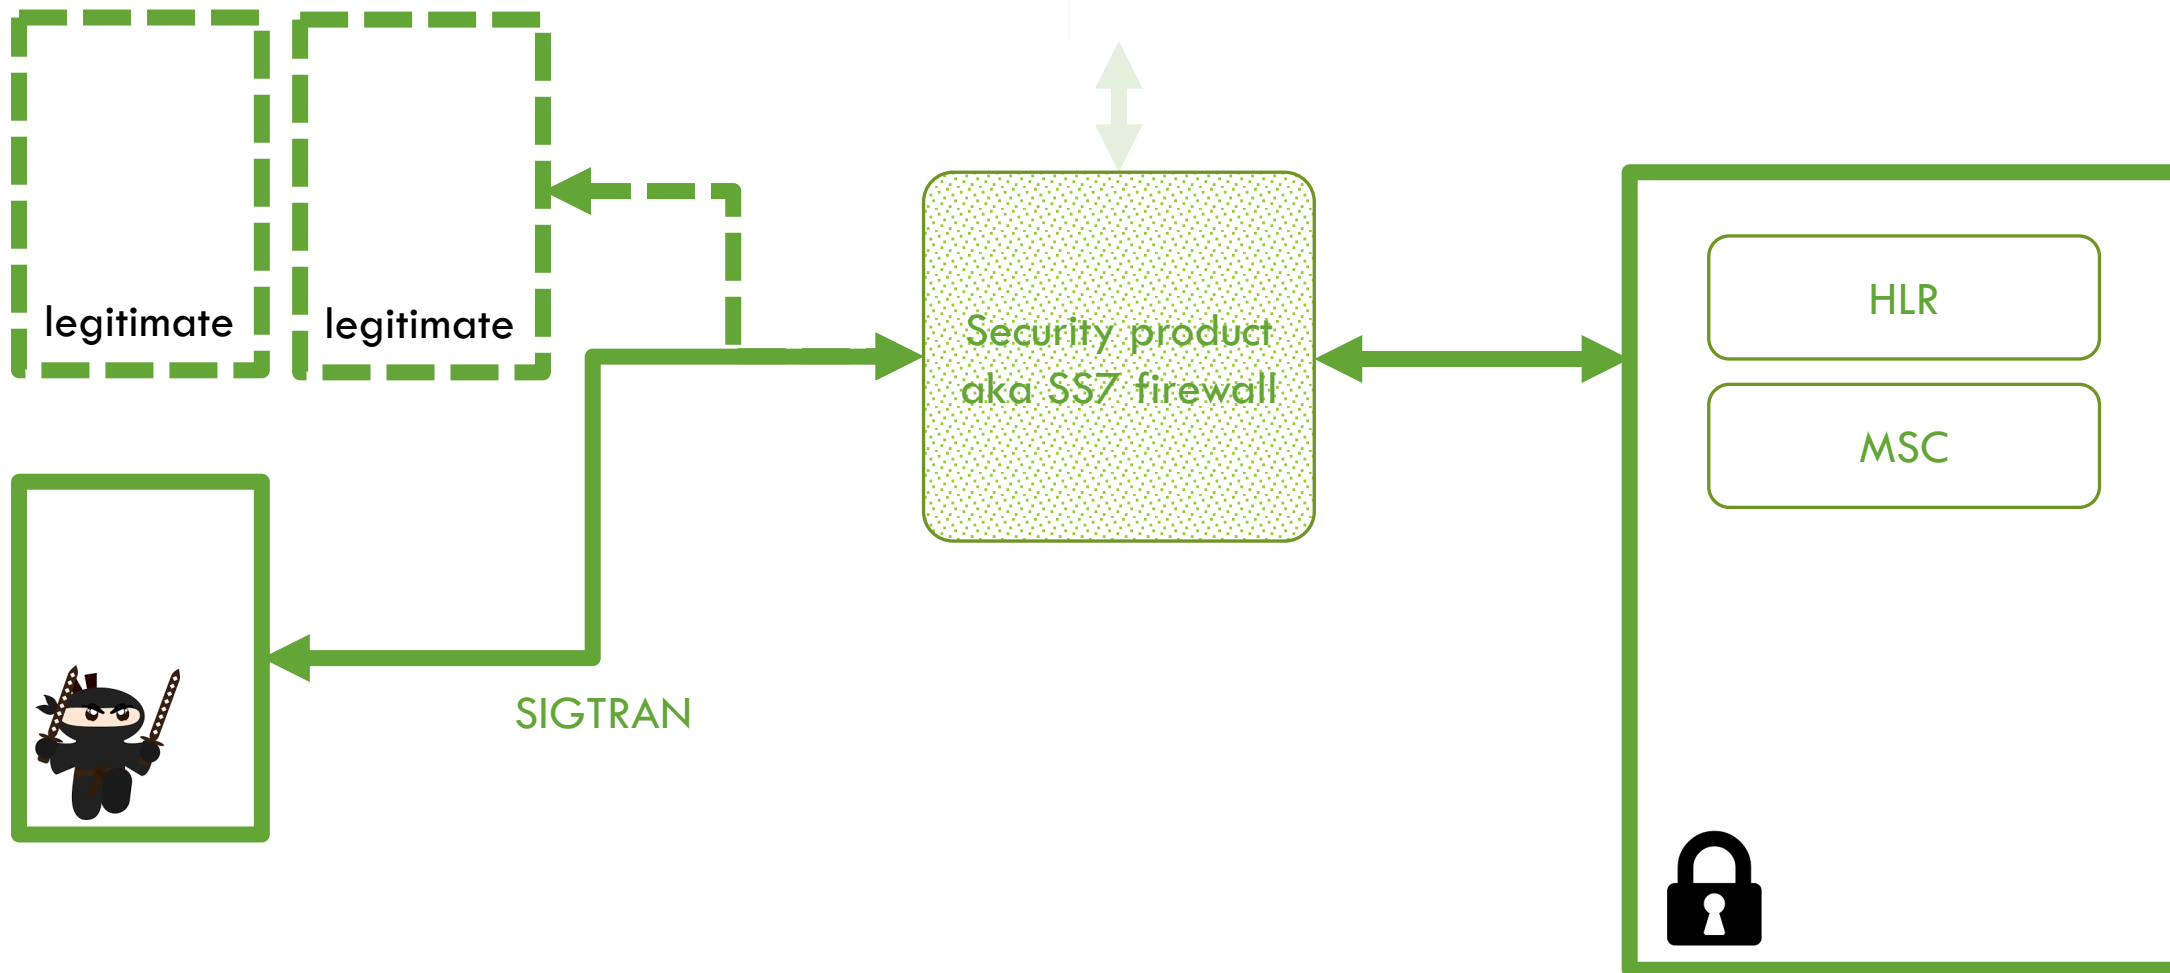 legitimate
legitimate
Security product
aka SS7 firewall
HLR
MSC
SIGTRAN